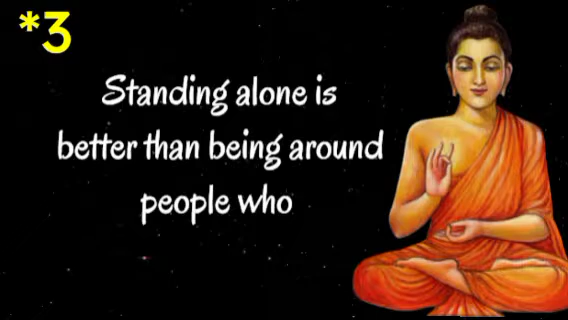 *3
Standing alone is
better than being around
people who